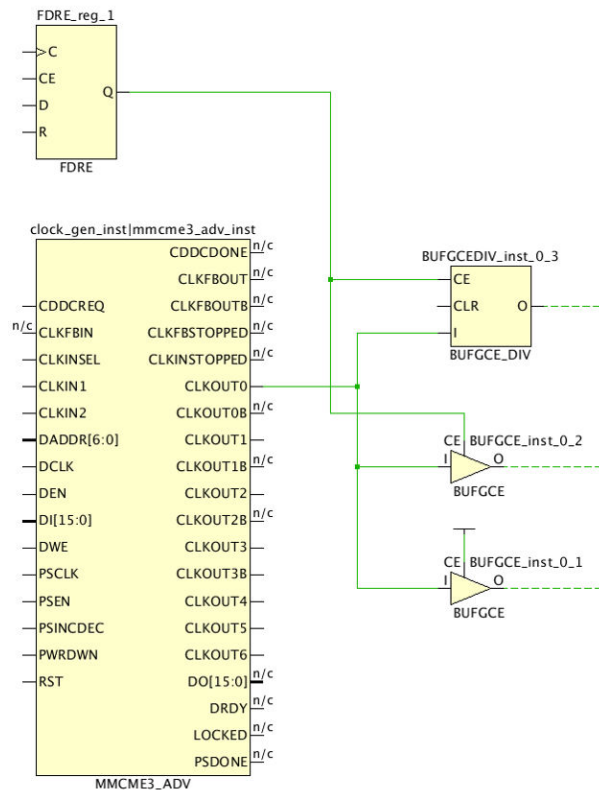 FDRE_reg_1
C
CE
D
R
Q
FDRE
clock_gen_inst|mmcme3_adv_inst
CDDCREQ
n/c CLKFBIN
CLKINSEL
CLKIN1
CLKIN2
DADDR[6:0]
DCLK
DEN
DI[15:0]
DWE
PSCLK
PSEN
PSINCDEC
PWRDWN
RST
CDDCDONE n/c
CLKFBOUT
CLKFBOUTB n/c
CLKFBSTOPPED n/c
CLKINSTOPPED n/c
CLKOUT0
CLKOUT0B n/c
CLKOUT1
CLKOUT1B n/c
CLKOUT2
CLKOUT2B n/c
CLKOUT3
CLKOUT3B
CLKOUT4
CLKOUT5
CLKOUT6
DO[15:0] n/c
DRDY n/c
LOCKED n/c
PSDONE n/c
MMCME3_ADV
BUFGCEDIV_inst_0_3
CE
CLR
I
O
BUFGCE_DIV
CE BUFGCE_inst_0_2
I O
BUFGCE
CE BUFGCE_inst_0_1
I O
BUFGCE